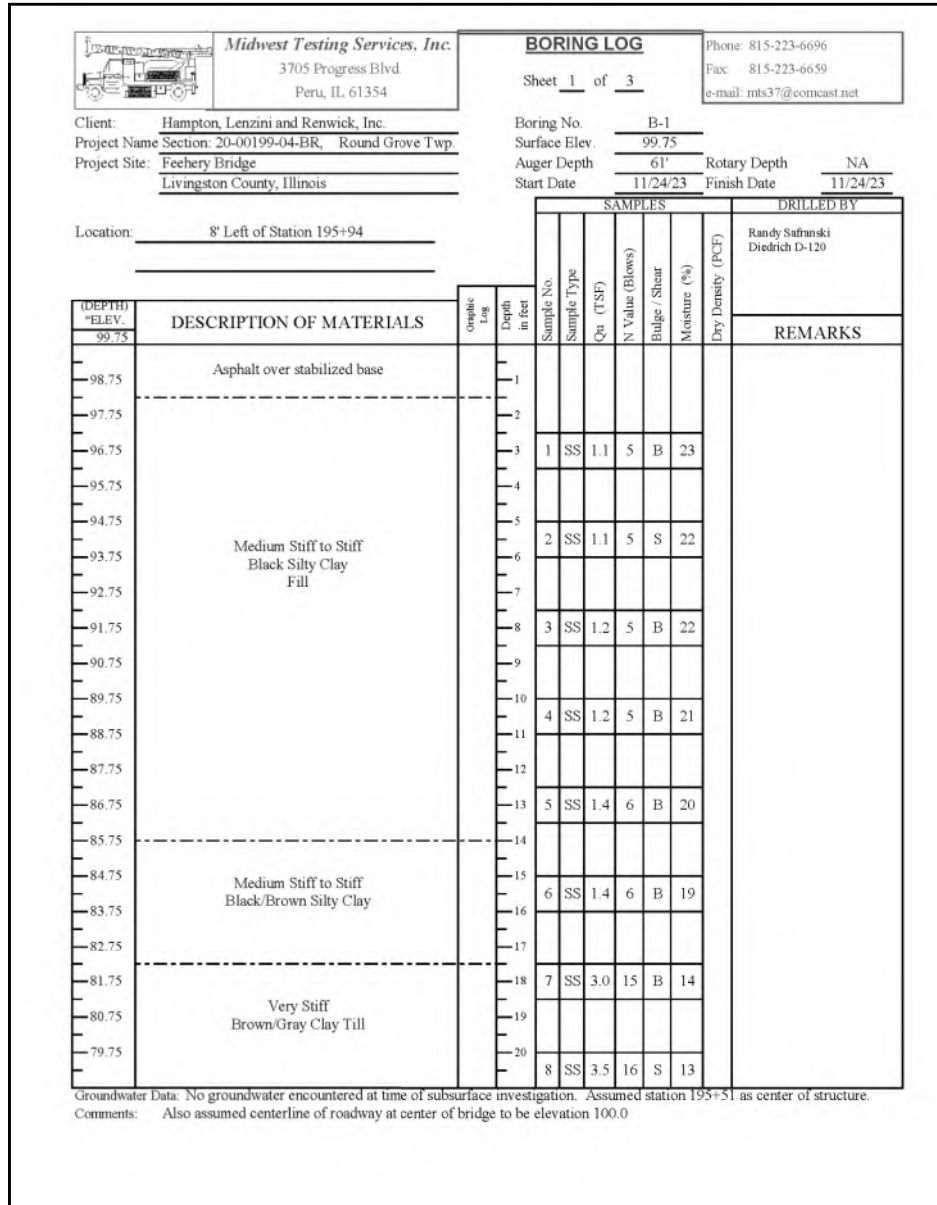 Midwest Testing Services, Inc.
3705 Progress Blvd
Peru, IL 61354
BORING LOG
Sheet 1 of 3
Phone: 815-223-6696
Fax: 815-223-6659
e-mail: mts37@comcast.net
Client: Hampton, Lenzini and Renwick, Inc.
Project Name Section: 20-00199-04-BR, Round Grove Twp.
Project Site: Feehery Bridge
Livingston County, Illinois
Boring No. B-1
Surface Elev. 99.75
Auger Depth 61' Rotary Depth NA
Start Date 11/24/23 Finish Date 11/24/23
Location: 8' Left of Station 195+94
SAMPLES
DRILLED BY
Randy Safranski
Diedrich D-120
(DEPTH)
"ELEV.
99.75
DESCRIPTION OF MATERIALS
Graphic Log
Depth in feet
Sample No.
Sample Type
Qu (TSF)
N Value (Blows)
Bulge / Shear
Moisture (%)
Dry Density (PCF)
REMARKS
Asphalt over stabilized base
98.75 1
97.75 2
96.75 3 1 SS 1.1 5 B 23
95.75 4
94.75 5
2 SS 1.1 5 S 22
93.75 6
Medium Stiff to Stiff
Black Silty Clay
Fill
92.75 7
91.75 8 3 SS 1.2 5 B 22
90.75 9
89.75 10
4 SS 1.2 5 B 21
88.75 11
87.75 12
86.75 13 5 SS 1.4 6 B 20
85.75 14
84.75 15
Medium Stiff to Stiff
Black/Brown Silty Clay
6 SS 1.4 6 B 19
83.75 16
82.75 17
81.75 18 7 SS 3.0 15 B 14
Very Stiff
Brown/Gray Clay Till
80.75 19
79.75 20
8 SS 3.5 16 S 13
Groundwater Data: No groundwater encountered at time of subsurface investigation. Assumed station 195+51 as center of structure.
Comments: Also assumed centerline of roadway at center of bridge to be elevation 100.0